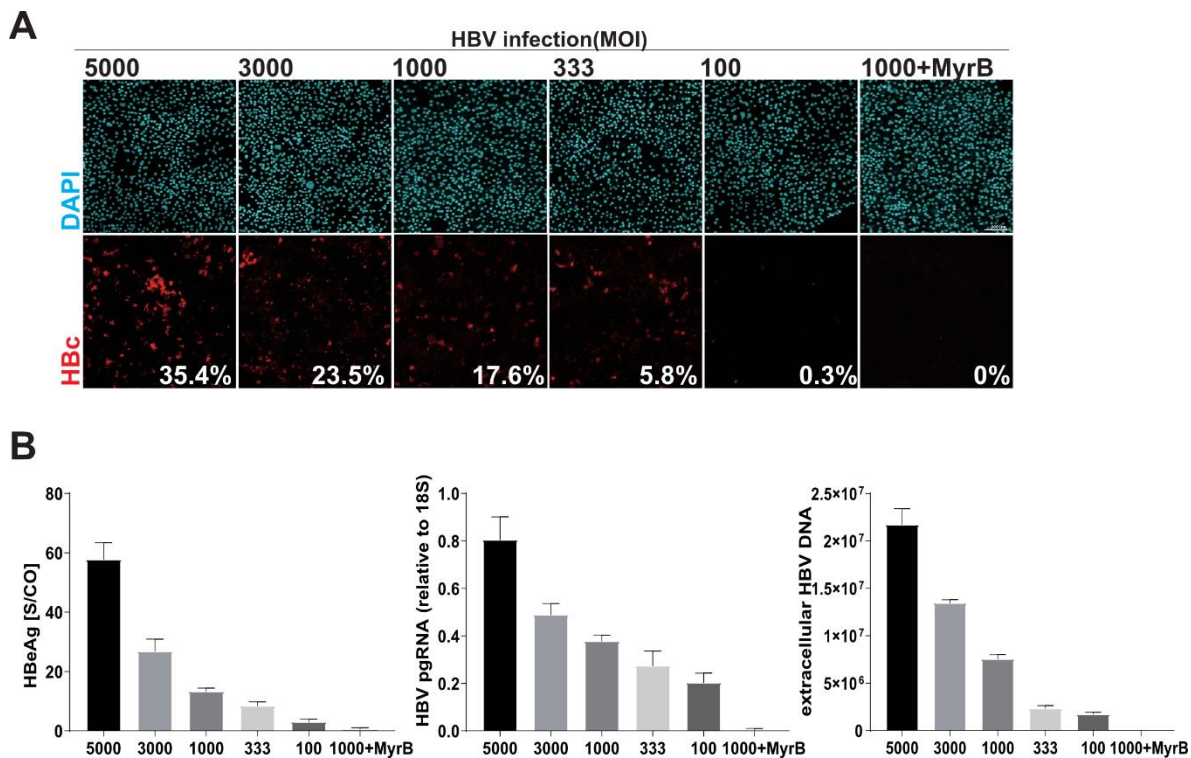 A
HBV infection(MOI)
5000 3000 1000 333 100 1000+MyrB
DAPI
HBc
35.4% 23.5% 17.6% 5.8% 0.3% 0%
B
HBeAg [S/CO]
80
60
40
20
0
5000 3000 1000 333 100 1000+MyrB
HBV pgRNA (relative to 18S)
1.0
0.8
0.6
0.4
0.2
0.0
5000 3000 1000 333 100 1000+MyrB
extracellular HBV DNA
2.5×10⁷
2×10⁷
1.5×10⁷
1×10⁷
5×10⁶
0
5000 3000 1000 333 100 1000+MyrB